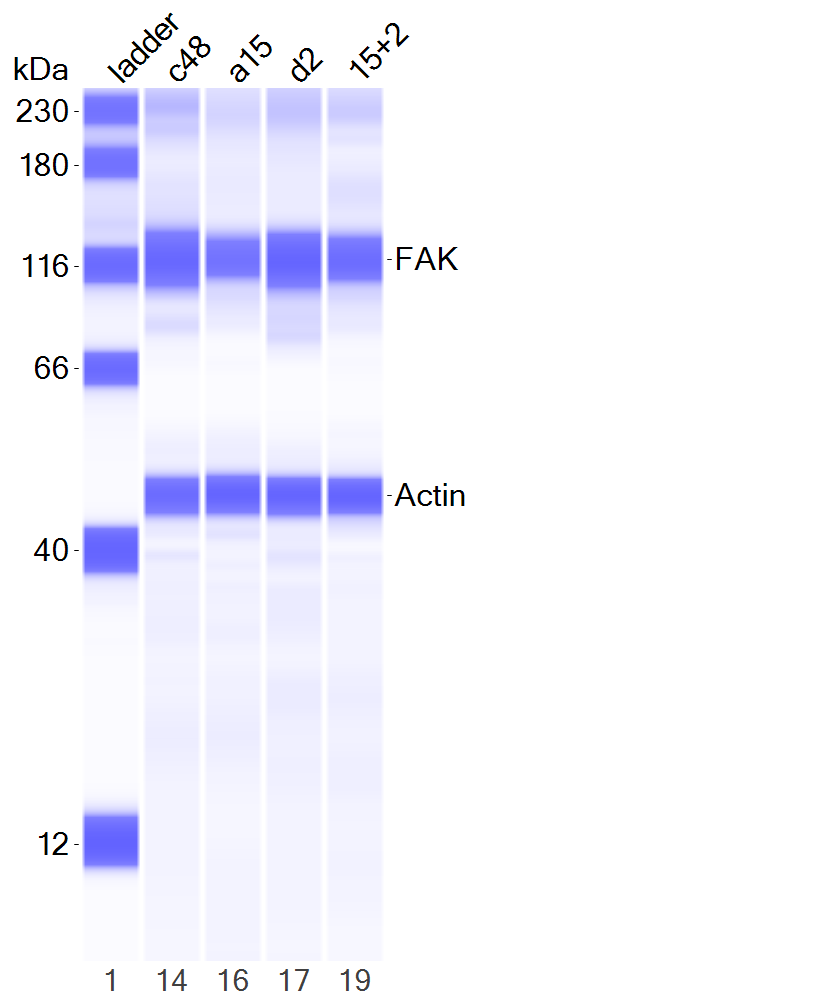 kDa
ladder
c48
a15
d2
15+2
230
180
116
66
40
12
FAK
Actin
1 14 16 17 19